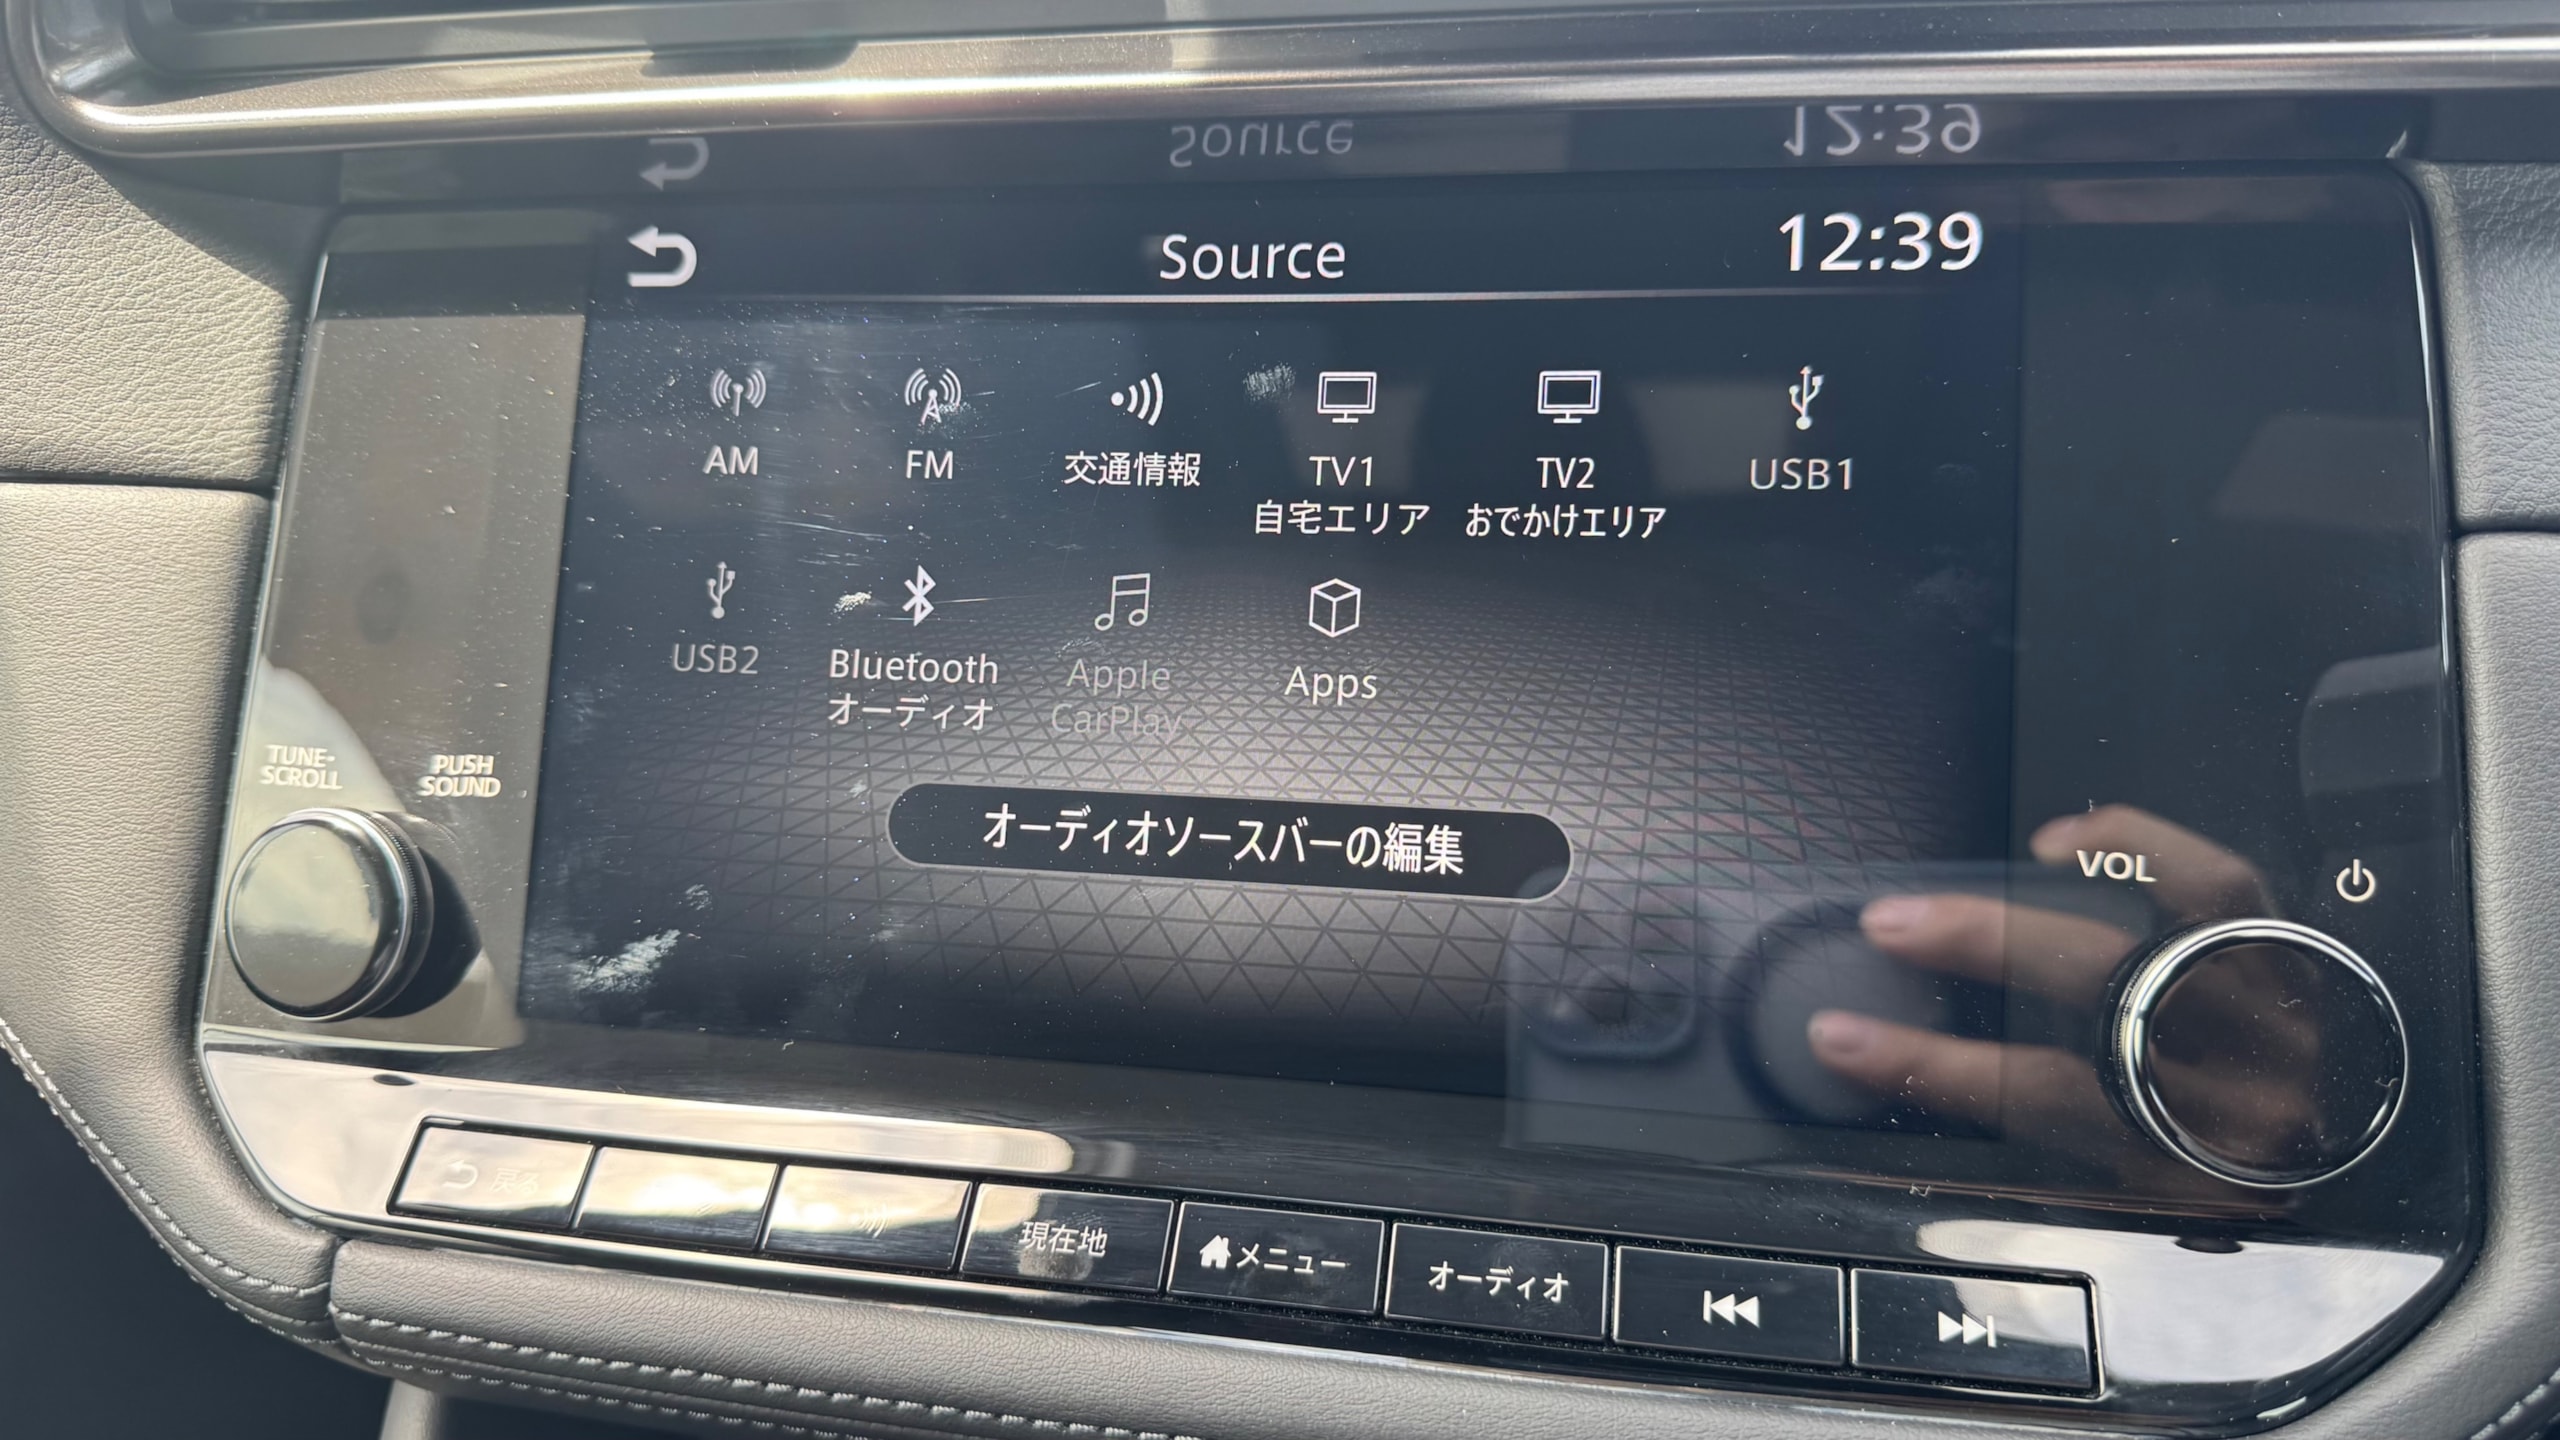 Source 12:39
AM FM 交通情報 TV1 TV2 USB1
自宅エリア おでかけエリア
USB2 Bluetooth Apple Apps
オーディオ CarPlay
オーディオソースバーの編集
TUNE- PUSH
SCROLL SOUND
VOL
戻る 現在地 メニュー オーディオ